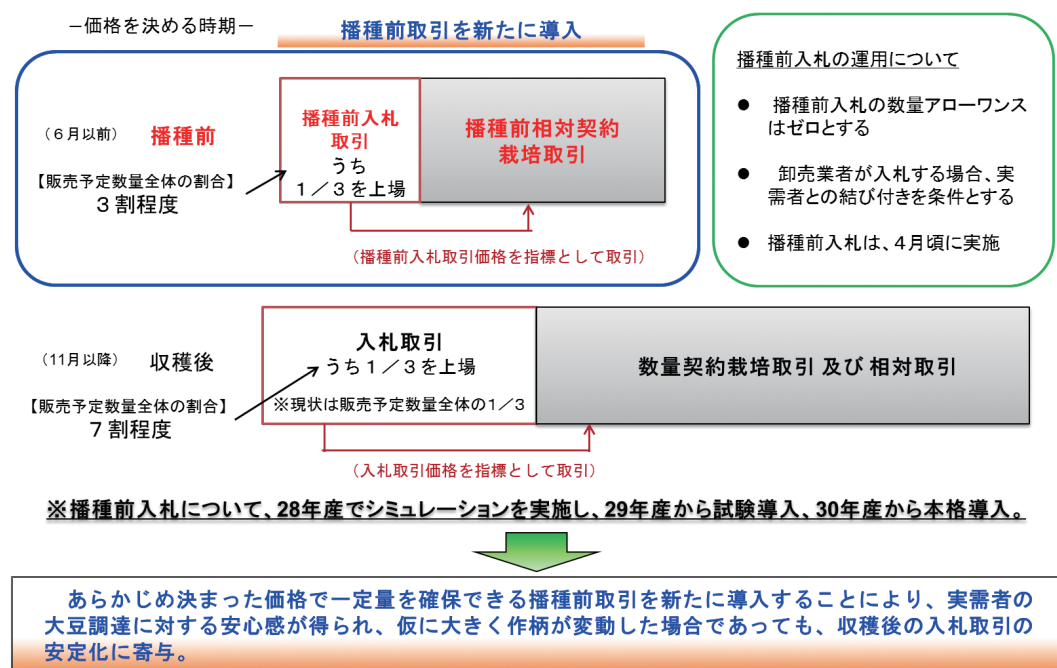 －価格を決める時期－
播種前取引を新たに導入
（６月以前） 播種前
【販売予定数量全体の割合】
３割程度
播種前入札
取引
うち
１／３を上場
播種前相対契約
栽培取引
（播種前入札取引価格を指標として取引）
播種前入札の運用について
● 播種前入札の数量アローワンス
はゼロとする
● 卸売業者が入札する場合、実
需者との結び付きを条件とする
● 播種前入札は、４月頃に実施
（11月以降） 収穫後
【販売予定数量全体の割合】
７割程度
入札取引
うち１／３を上場
※現状は販売予定数量全体の１／３
数量契約栽培取引 及び 相対取引
（入札取引価格を指標として取引）
※播種前入札について、28年産でシミュレーションを実施し、29年産から試験導入、30年産から本格導入。
あらかじめ決まった価格で一定量を確保できる播種前取引を新たに導入することにより、実需者の
大豆調達に対する安心感が得られ、仮に大きく作柄が変動した場合であっても、収穫後の入札取引の
安定化に寄与。